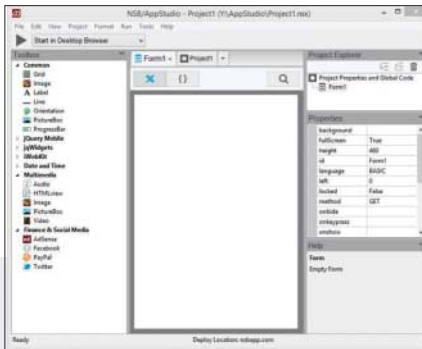 NSB/AppStudio - Project1 (Y:\AppStudio\Project1.nsx)
File Edit View Project Format Run Tools Help
Start in Desktop Browser
Toolbox
Common
Grid
Image
Label
Line
Orientation
PictureBox
ProgressBar
jQuery Mobile
jqWidgets
iWebKit
Date and Time
Multimedia
Audio
HTMLview
Image
PictureBox
Video
Finance & Social Media
AdSense
Facebook
PayPal
Twitter
Form1
Project1
{ }
Project Explorer
Project Properties and Global Code
Form1
Properties
background
fullScreen True
height 460
id Form1
language BASIC
left 0
locked False
method GET
onhide
onkeypress
onshow
Help
Form
Empty Form
Ready
Deploy Location: nsbapp.com